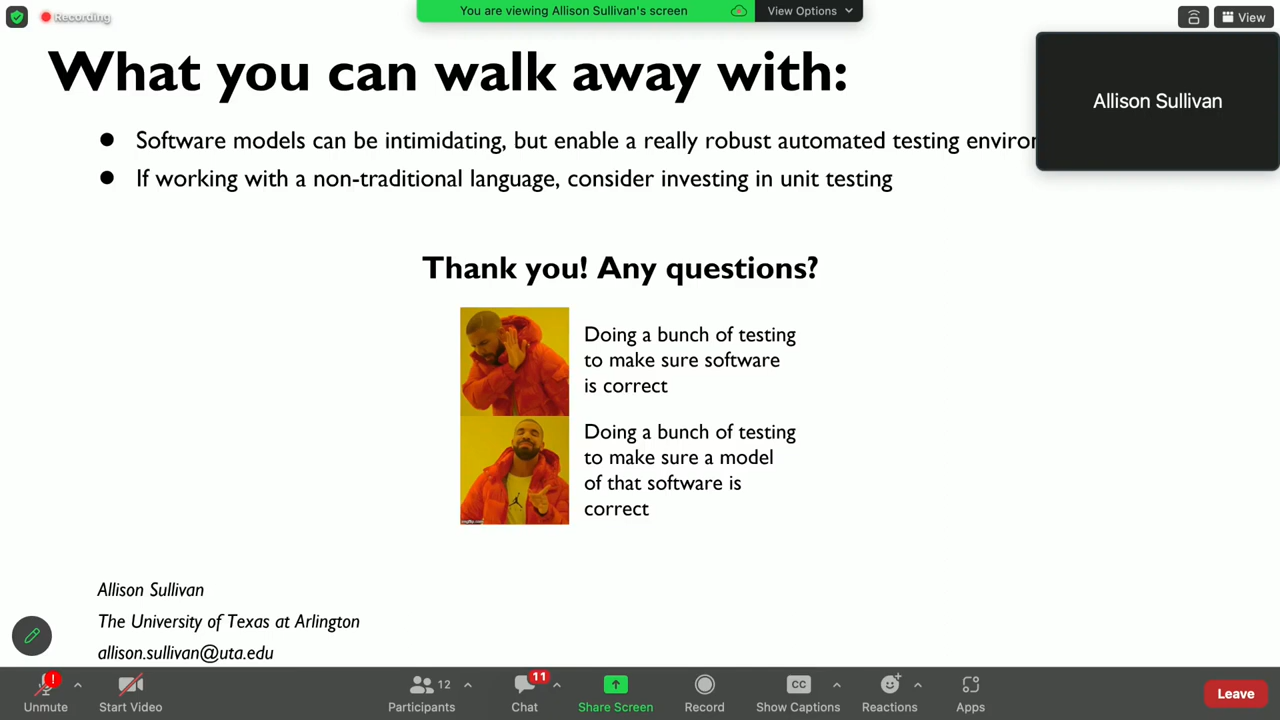 Recording
You are viewing Allison Sullivan's screen
View Options
View
What you can walk away with:
Allison Sullivan
● Software models can be intimidating, but enable a really robust automated testing environ
● If working with a non-traditional language, consider investing in unit testing
Thank you! Any questions?
Doing a bunch of testing
to make sure software
is correct
Doing a bunch of testing
to make sure a model
of that software is
correct
imgflip.com
Allison Sullivan
The University of Texas at Arlington
allison.sullivan@uta.edu
!
12
11
CC
Unmute
Start Video
Participants
Chat
Share Screen
Record
Show Captions
Reactions
Apps
Leave